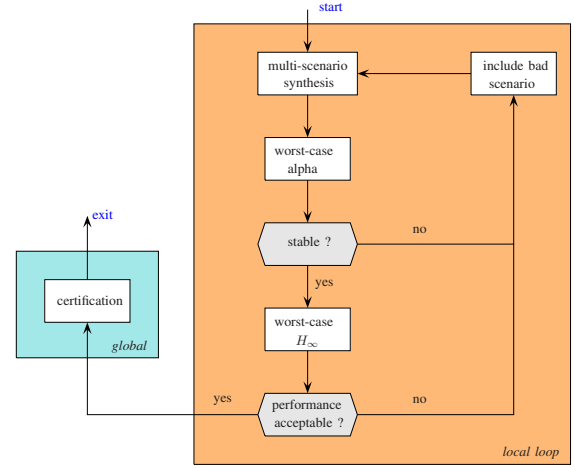 start
multi-scenario
synthesis
include bad
scenario
worst-case
alpha
stable ?
no
yes
exit
certification
global
worst-case
H∞
yes
performance
acceptable ?
no
local loop